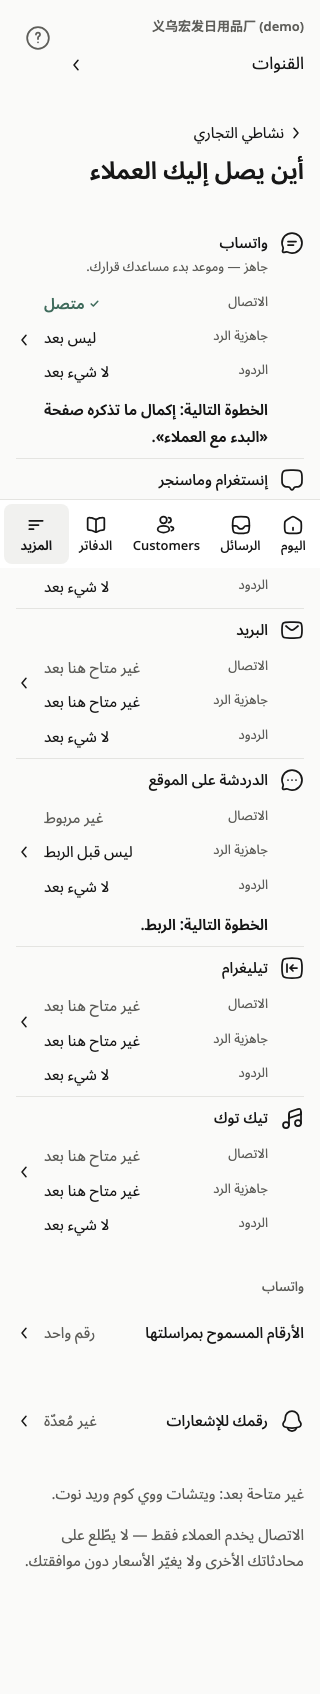 义乌宏发日用品厂 (demo)
القنوات
نشاطي التجاري
أين يصل إليك العملاء
واتساب
جاهز — وموعد بدء مساعدك قرارك.
الاتصال
متصل
جاهزية الرد
ليس بعد
الردود
لا شيء بعد
الخطوة التالية: إكمال ما تذكره صفحة
«البدء مع العملاء».
إنستغرام وماسنجر
اليوم
الرسائل
Customers
الدفاتر
المزيد
الردود
لا شيء بعد
البريد
الاتصال
غير متاح هنا بعد
جاهزية الرد
غير متاح هنا بعد
الردود
لا شيء بعد
الدردشة على الموقع
الاتصال
غير مربوط
جاهزية الرد
ليس قبل الربط
الردود
لا شيء بعد
الخطوة التالية: الربط.
تيليغرام
الاتصال
غير متاح هنا بعد
جاهزية الرد
غير متاح هنا بعد
الردود
لا شيء بعد
تيك توك
الاتصال
غير متاح هنا بعد
جاهزية الرد
غير متاح هنا بعد
الردود
لا شيء بعد
واتساب
الأرقام المسموح بمراسلتها
رقم واحد
رقمك للإشعارات
غير مُعدّة
غير متاحة بعد: ويتشات ووي كوم وريد نوت.
الاتصال يخدم العملاء فقط — لا يطّلع على
محادثاتك الأخرى ولا يغيّر الأسعار دون موافقتك.